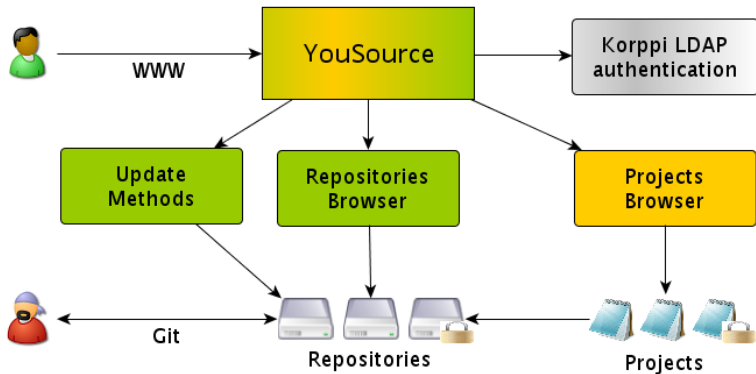 YouSource
Korppi LDAP
authentication
WWW
Update
Methods
Repositories
Browser
Projects
Browser
Git
Repositories
Projects